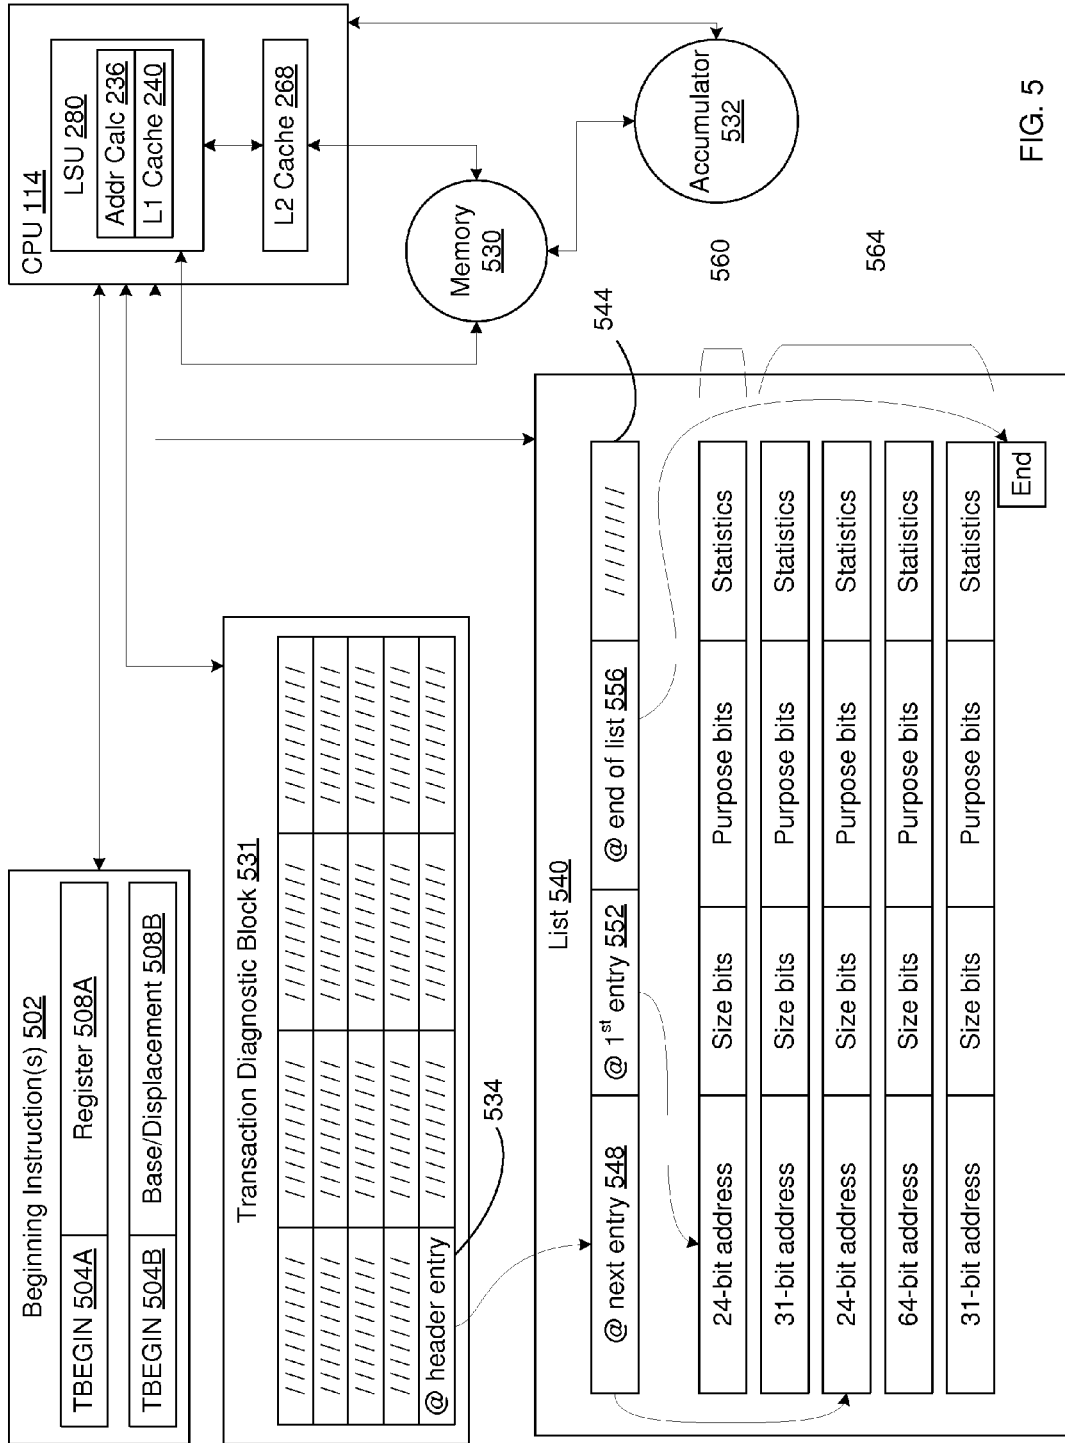 Beginning Instruction(s) 502
TBEGIN 504A
Register 508A
TBEGIN 504B
Base/Displacement 508B
CPU 114
LSU 280
Addr Calc 236
L1 Cache 240
L2 Cache 268
Transaction Diagnostic Block 531
@ header entry
534
Memory
530
Accumulator
532
List 540
544
@ next entry 548
@ 1st entry 552
@ end of list 556
/ / / / / / / /
24-bit address
Size bits
Purpose bits
Statistics
560
31-bit address
Size bits
Purpose bits
Statistics
24-bit address
Size bits
Purpose bits
Statistics
564
64-bit address
Size bits
Purpose bits
Statistics
31-bit address
Size bits
Purpose bits
Statistics
End
FIG. 5